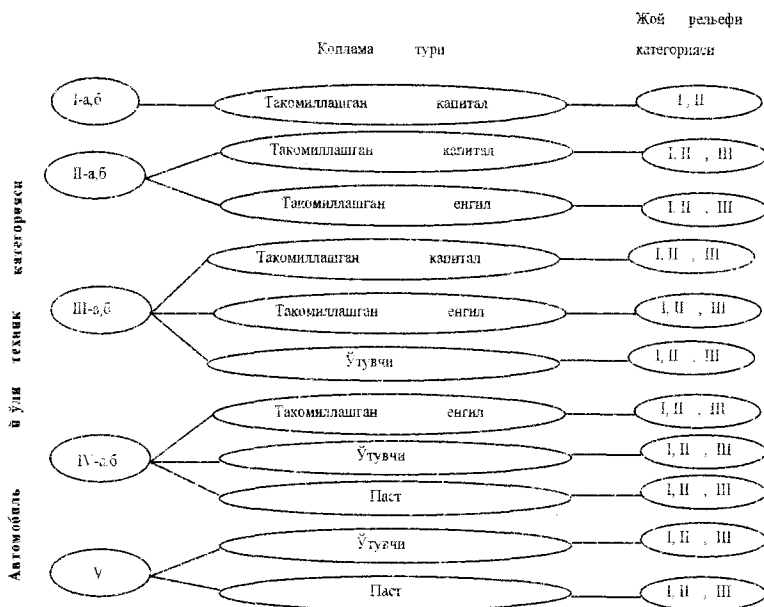 Жой рельефи
Коплама тури категорияси
I-а,б Такомиллашган капитал I, II
Такомиллашган капитал I, II , III
II-а,б
Такомиллашган енгил I, II , III
Такомиллашган капитал I, II , III
III-а,б Такомиллашган енгил I, II , III
Ўтувчи I, II , III
Такомиллашган енгил I, II , III
IV-а,б Ўтувчи I, II , III
Паст I, II , III
Ўтувчи I, II , III
V
Паст I, II , III
Автомобиль йўли техник категорияси